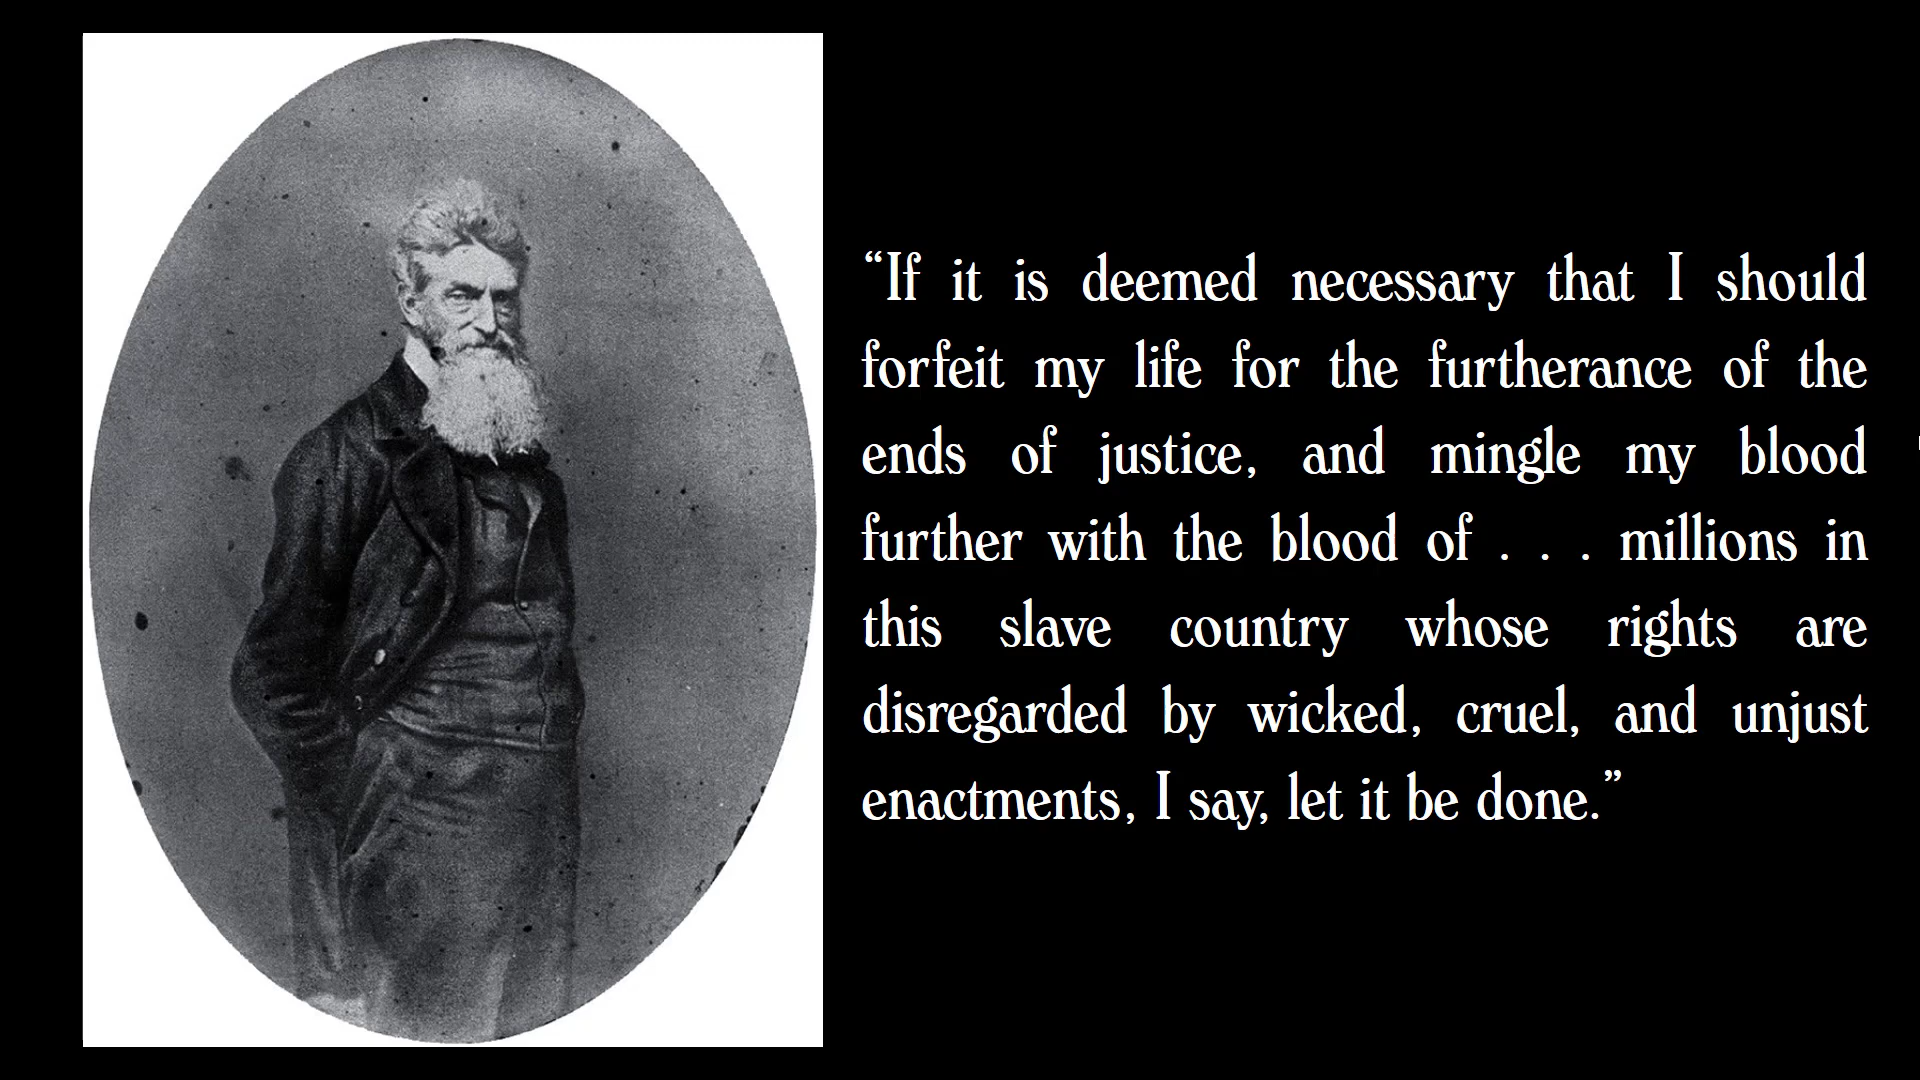 “If it is deemed necessary that I should
forfeit my life for the furtherance of the
ends of justice, and mingle my blood
further with the blood of . . . millions in
this slave country whose rights are
disregarded by wicked, cruel, and unjust
enactments, I say, let it be done.”